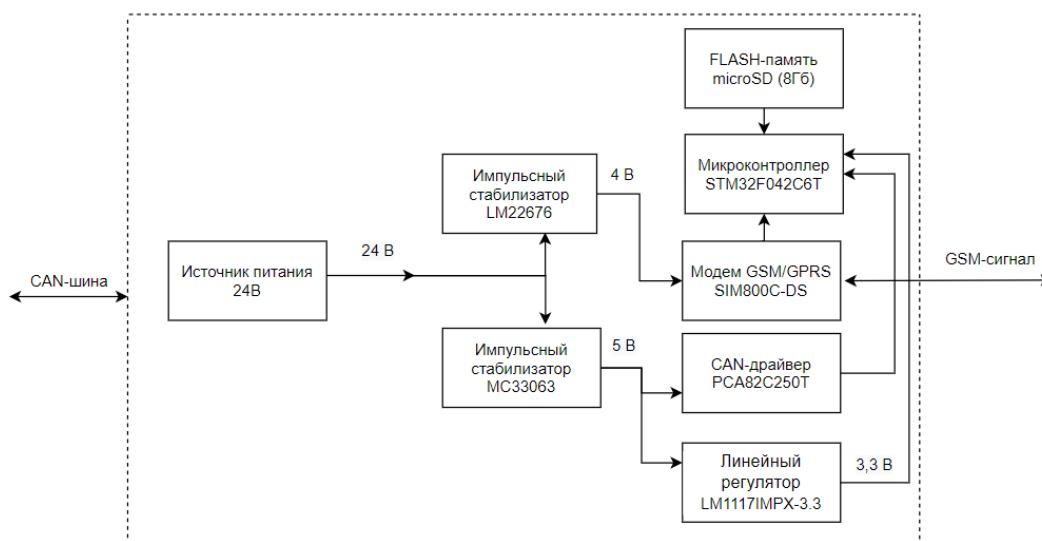 FLASH-память
microSD (8Гб)
Микроконтроллер
STM32F042C6T
Импульсный
стабилизатор
LM22676
4 В
24 В
Источник питания
24В
CAN-шина
Модем GSM/GPRS
SIM800C-DS
GSM-сигнал
Импульсный
стабилизатор
MC33063
5 В
CAN-драйвер
PCA82C250T
Линейный
регулятор
LM1117IMPX-3.3
3,3 В